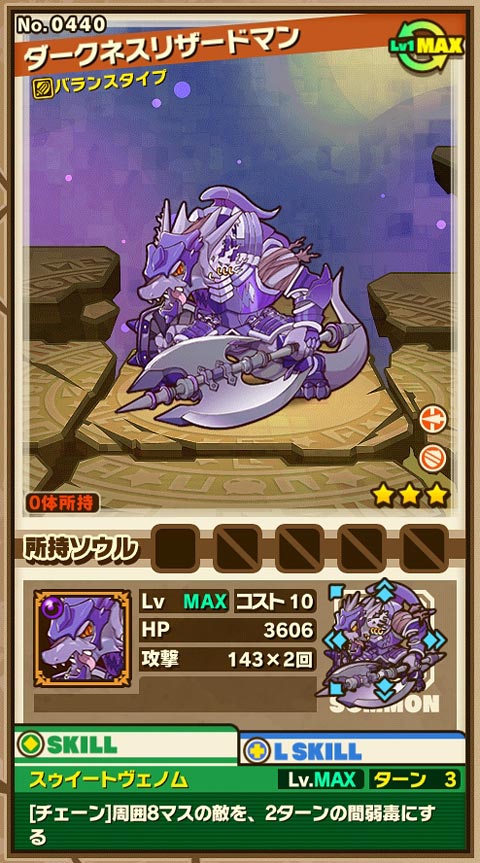 No.0440
ダークネスリザードマン
Lv1 MAX
バランスタイプ
0体所持
所持ソウル
Lv MAX コスト 10
HP 3606
攻撃 143×2回
SUMMON
SKILL
L SKILL
スゥイートヴェノム Lv.MAX ターン 3
[チェーン]周囲8マスの敵を、2ターンの間弱毒にす
る